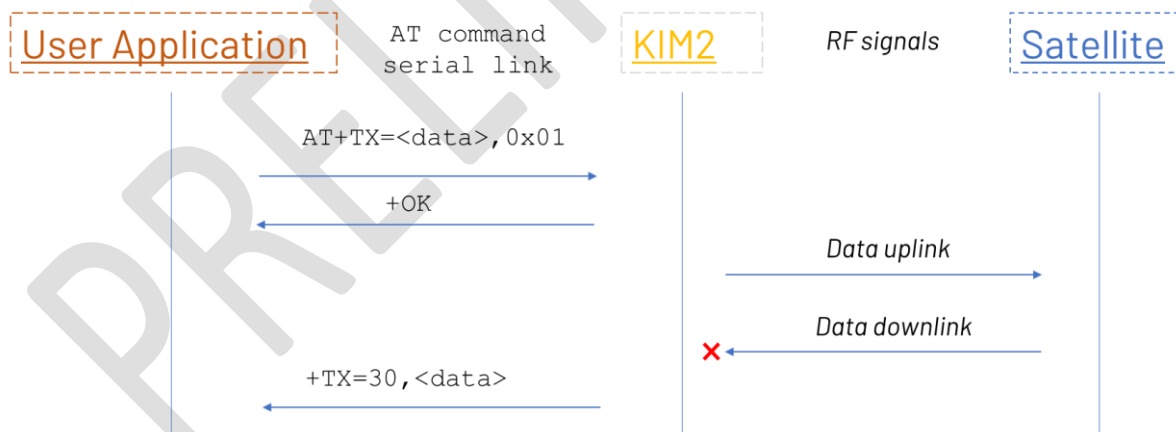 User Application
AT command
serial link
KIM2
RF signals
Satellite
AT+TX=<data>,0x01
+OK
Data uplink
Data downlink
+TX=30,<data>
PRELI